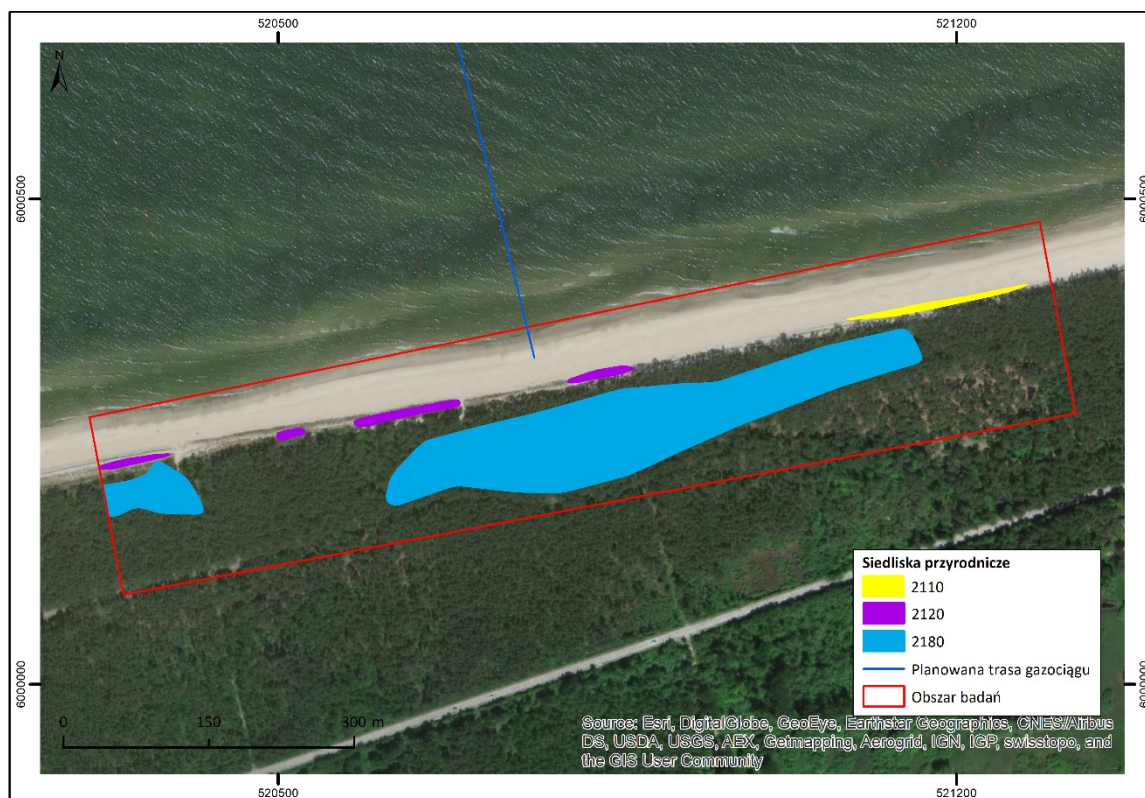 520500
521200
N
6000500
6000500
Siedliska przyrodnicze
2110
2120
2180
Planowana trasa gazociągu
Obszar badań
6000000
6000000
0
150
300 m
Source: Esri, DigitalGlobe, GeoEye, Earthstar Geographics, CNES/Airbus
DS, USDA, USGS, AEX, Getmapping, Aerogrid, IGN, IGP, swisstopo, and
the GIS User Community
520500
521200